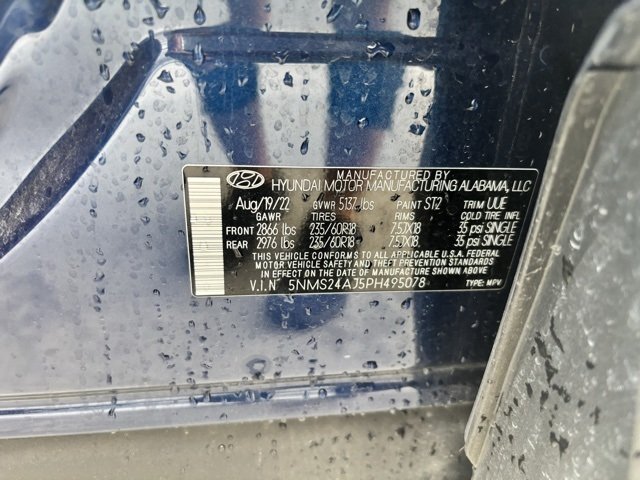 MANUFACTURED BY
HYUNDAI MOTOR MANUFACTURING ALABAMA, LLC
Aug/19/22 GVWR 5137 lbs PAINT ST2 TRIM UUE
GAWR TIRES RIMS COLD TIRE INFL
FRONT 2866 lbs 235/60R18 7.5JX18 35 psi SINGLE
REAR 2976 lbs 235/60R18 7.5JX18 35 psi SINGLE
THIS VEHICLE CONFORMS TO ALL APPLICABLE U.S.A. FEDERAL
MOTOR VEHICLE SAFETY AND THEFT PREVENTION STANDARDS
IN EFFECT ON THE DATE OF MANUFACTURE SHOWN ABOVE.
V.I.N 5NMS24AJ5PH495078 TYPE: MPV